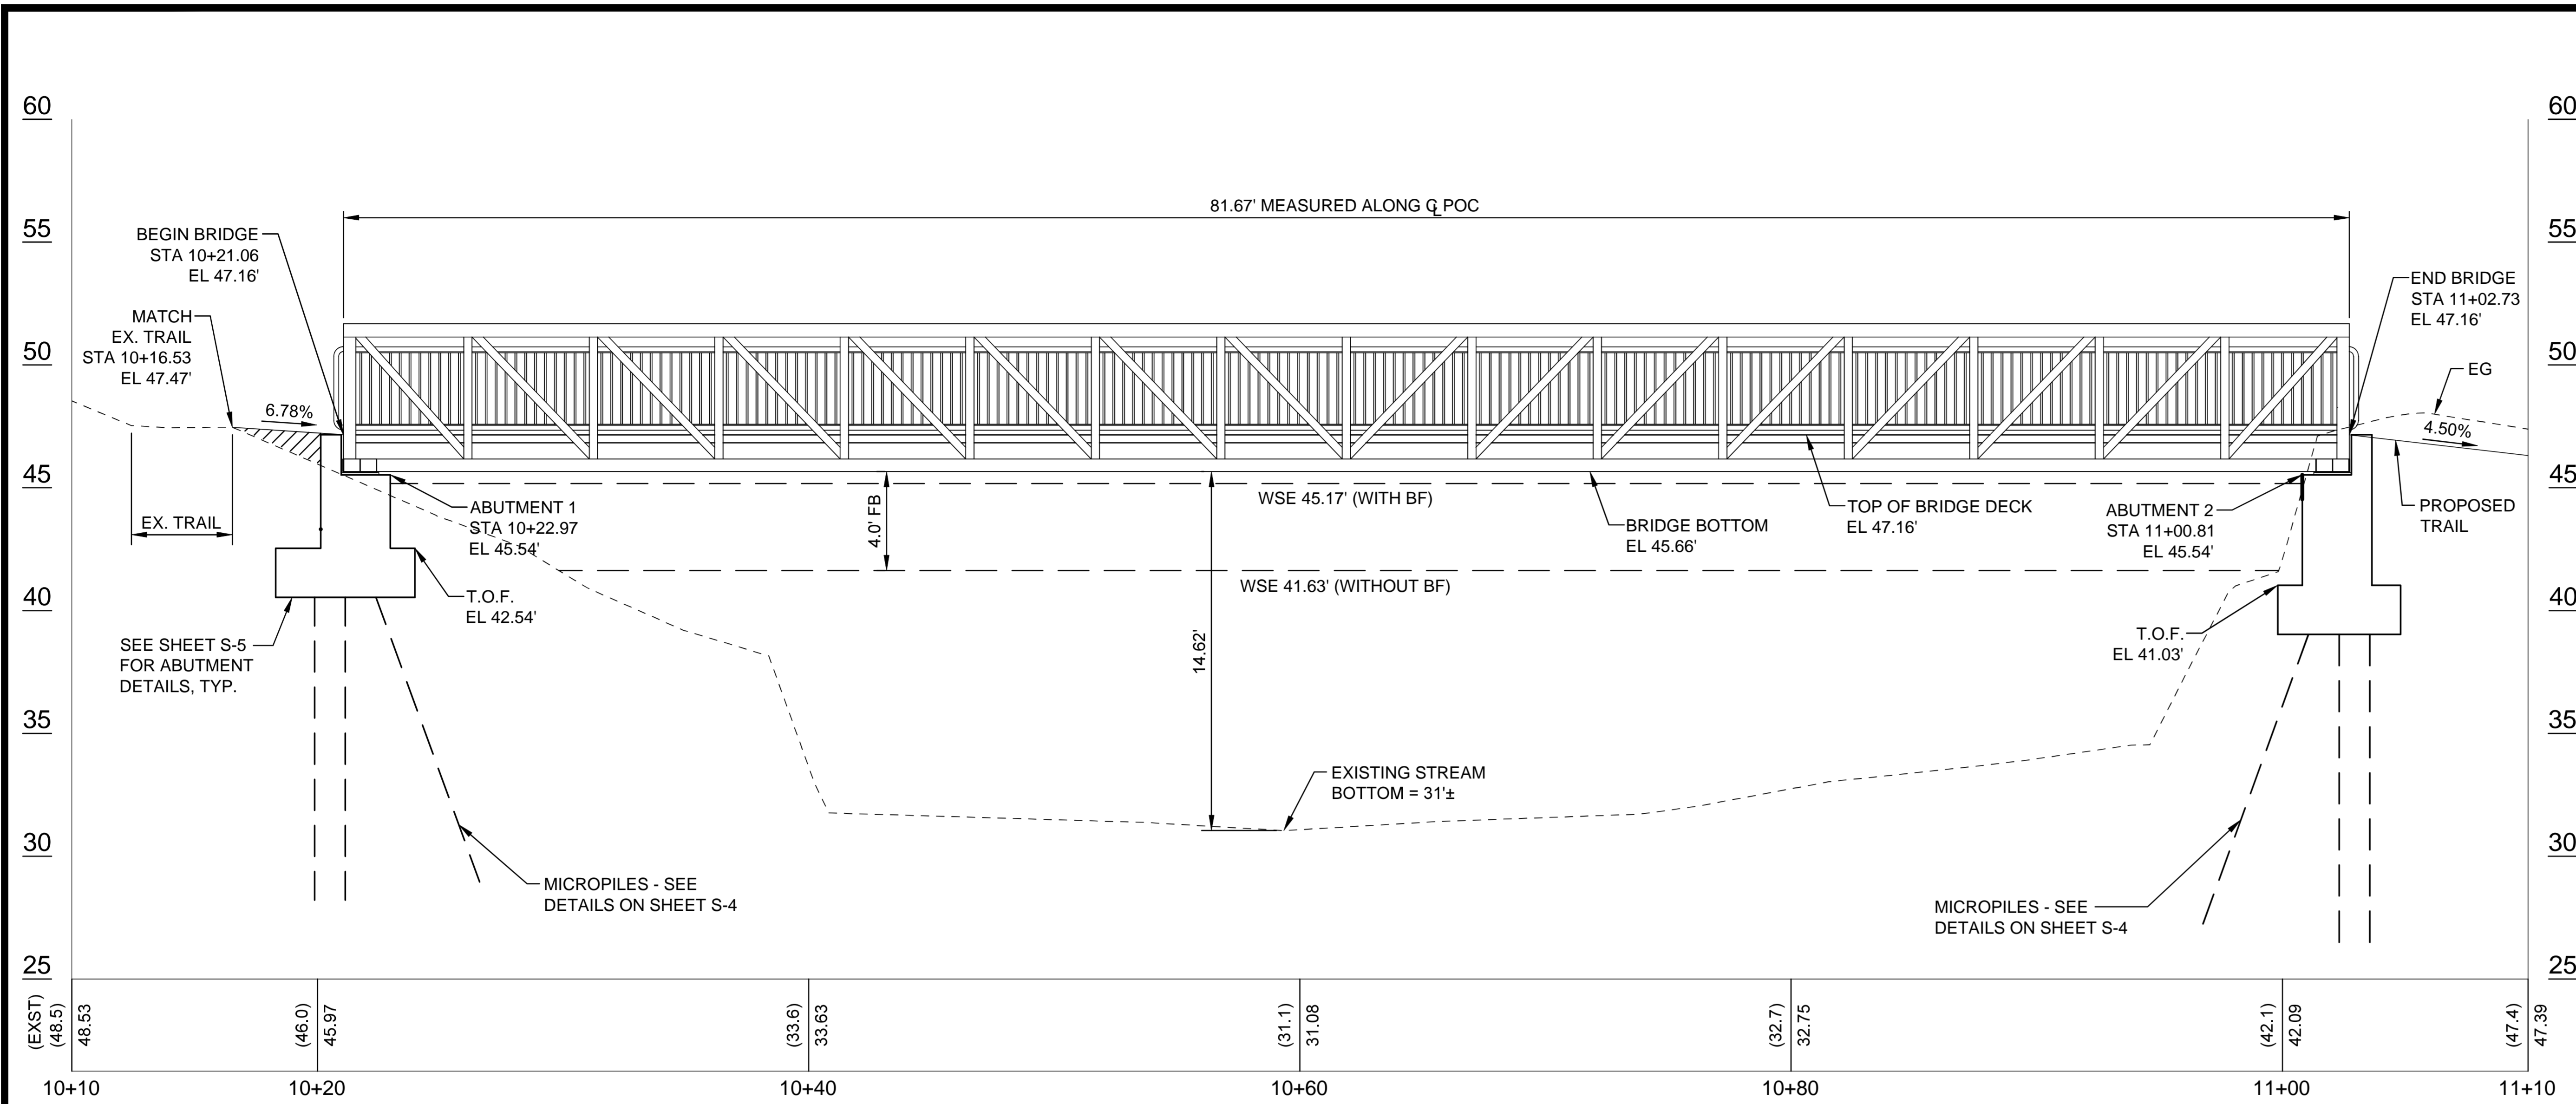 60
60
55
55
50
50
45
45
40
40
35
35
30
30
25
25
81.67' MEASURED ALONG ℄ POC
BEGIN BRIDGE
STA 10+21.06
EL 47.16'
MATCH
EX. TRAIL
STA 10+16.53
EL 47.47'
6.78%
EX. TRAIL
ABUTMENT 1
STA 10+22.97
EL 45.54'
T.O.F.
EL 42.54'
SEE SHEET S-5
FOR ABUTMENT
DETAILS, TYP.
MICROPILES - SEE
DETAILS ON SHEET S-4
4.0' FB
14.62'
WSE 45.17' (WITH BF)
WSE 41.63' (WITHOUT BF)
EXISTING STREAM
BOTTOM = 31'±
BRIDGE BOTTOM
EL 45.66'
TOP OF BRIDGE DECK
EL 47.16'
ABUTMENT 2
STA 11+00.81
EL 45.54'
T.O.F.
EL 41.03'
MICROPILES - SEE
DETAILS ON SHEET S-4
END BRIDGE
STA 11+02.73
EL 47.16'
EG
4.50%
PROPOSED
TRAIL
(EXST)
(48.5)
48.53
(46.0)
45.97
(33.6)
33.63
(31.1)
31.08
(32.7)
32.75
(42.1)
42.09
(47.4)
47.39
10+10
10+20
10+40
10+60
10+80
11+00
11+10